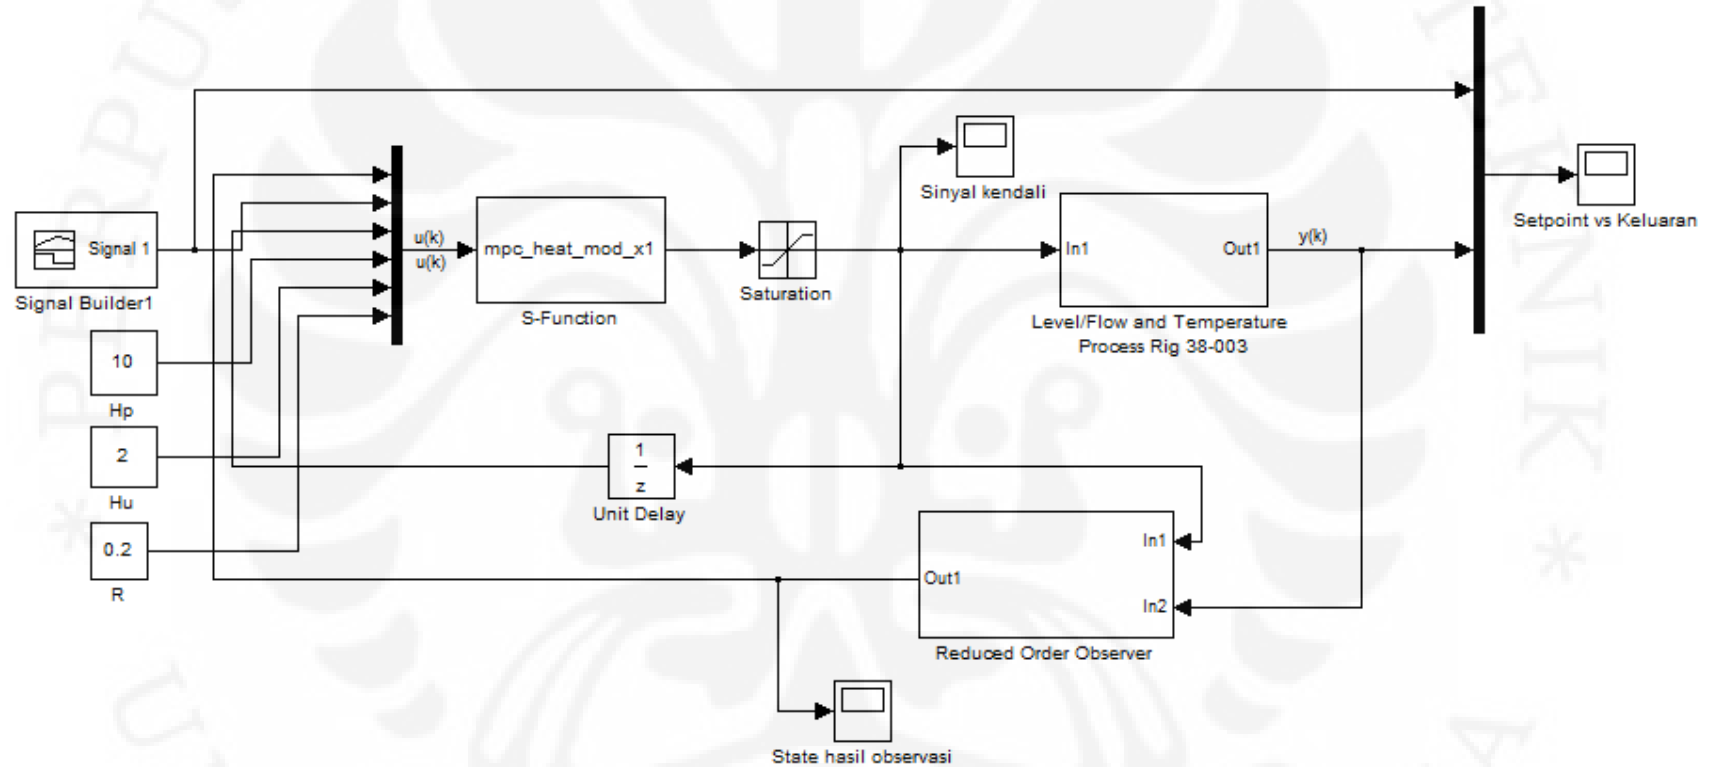 Signal 1
Signal Builder1
10
Hp
2
Hu
0.2
R
u(k)
u(k)
mpc_heat_mod_x1
S-Function
Saturation
Sinyal kendali
In1
Out1
Level/Flow and Temperature
Process Rig 38-003
y(k)
Setpoint vs Keluaran
1
z
Unit Delay
In1
Out1
In2
Reduced Order Observer
State hasil observasi